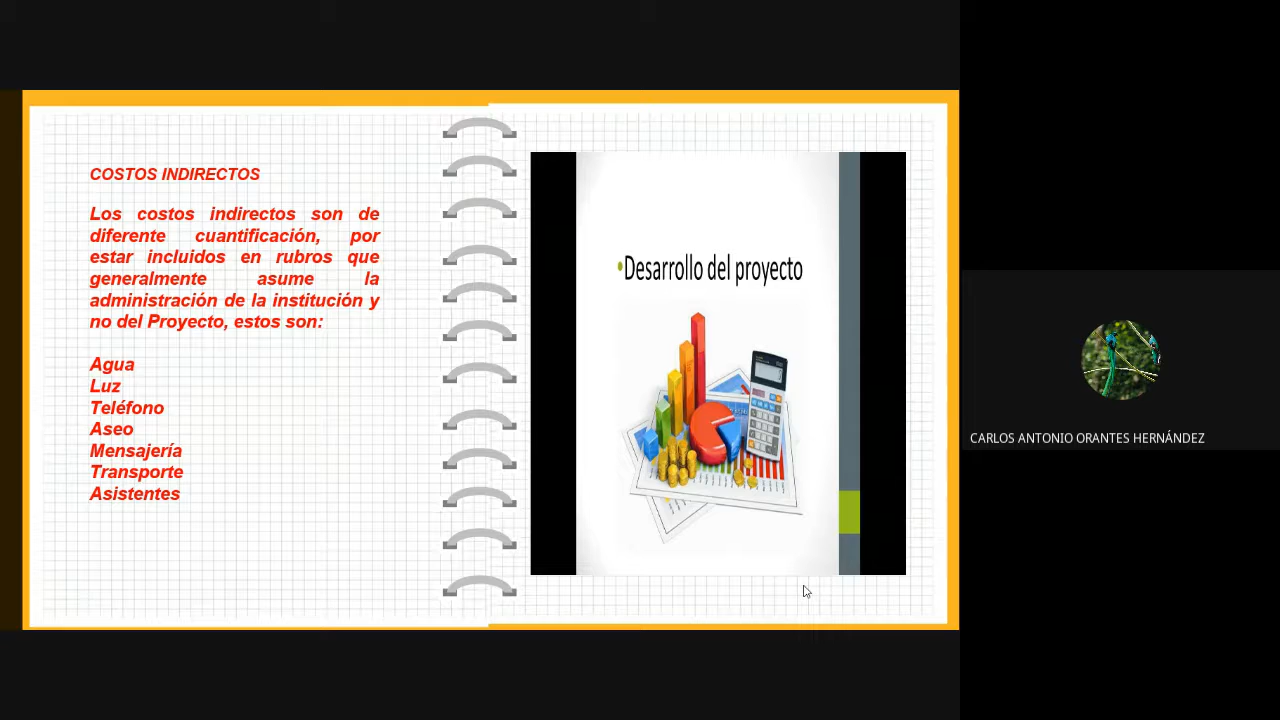 COSTOS INDIRECTOS
Los costos indirectos son de
diferente cuantificación, por
estar incluidos en rubros que
generalmente asume la
administración de la institución y
no del Proyecto, estos son:
Agua
Luz
Teléfono
Aseo
Mensajería
Transporte
Asistentes
•Desarrollo del proyecto
CARLOS ANTONIO ORANTES HERNÁNDEZ